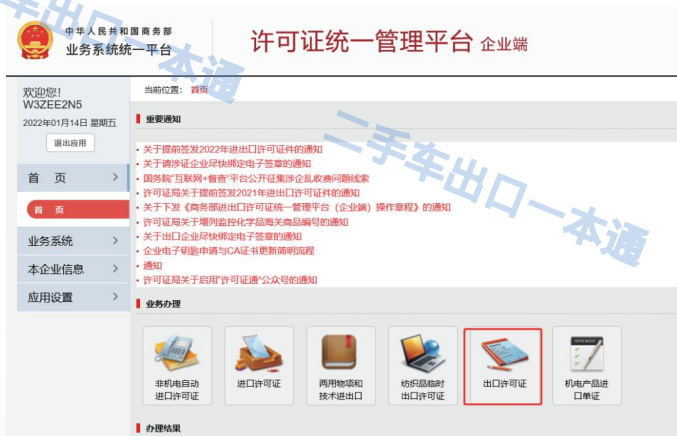 中华人民共和国商务部
业务系统统一平台
许可证统一管理平台 企业端
欢迎您!
W3ZEE2N5
2022年01月14日 星期五
退出应用
首 页
首 页
业务系统
本企业信息
应用设置
当前位置: 首页
重要通知
关于提前签发2022年进出口许可证件的通知
关于请涉证企业尽快绑定电子签章的通知
国务院"互联网+督查"平台公开征集涉企乱收费问题线索
许可证局关于提前签发2021年进出口许可证件的通知
关于下发《商务部进出口许可证统一管理平台（企业端）操作章程》的通知
许可证局关于增列监控化学品海关商品编号的通知
关于出口企业尽快绑定电子签章的通知
企业电子钥匙申请与CA证书更新简明流程
通知
许可证局关于启用"许可证通"公众号的通知
业务办理
非机电自动
进口许可证
进口许可证
两用物项和
技术进出口
纺织品临时
出口许可证
出口许可证
机电产品进
口单证
办理结果
二手车出口一本通
车出口一本通